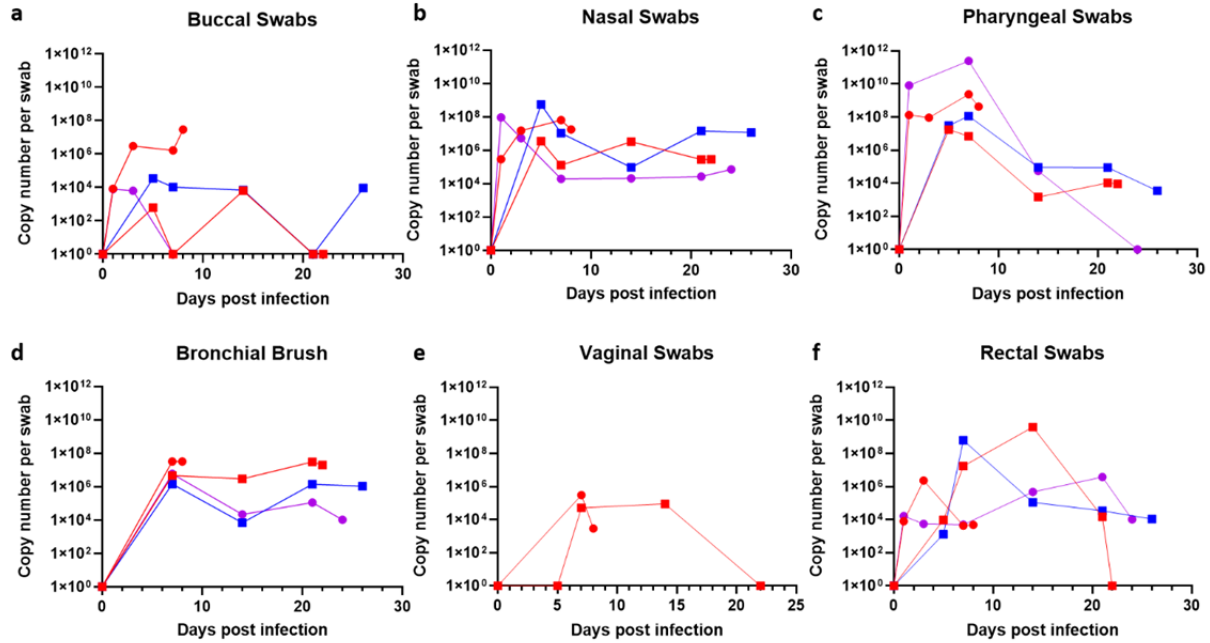 a
Buccal Swabs
Copy number per swab
1×10¹²
1×10¹⁰
1×10⁸
1×10⁶
1×10⁴
1×10²
1×10⁰
0 10 20 30
Days post infection
b
Nasal Swabs
Copy number per swab
1×10¹²
1×10¹⁰
1×10⁸
1×10⁶
1×10⁴
1×10²
1×10⁰
0 10 20 30
Days post infection
c
Pharyngeal Swabs
Copy number per swab
1×10¹²
1×10¹⁰
1×10⁸
1×10⁶
1×10⁴
1×10²
1×10⁰
0 10 20 30
Days post infection
d
Bronchial Brush
Copy number per swab
1×10¹²
1×10¹⁰
1×10⁸
1×10⁶
1×10⁴
1×10²
1×10⁰
0 10 20 30
Days post infection
e
Vaginal Swabs
Copy number per swab
1×10¹²
1×10¹⁰
1×10⁸
1×10⁶
1×10⁴
1×10²
1×10⁰
0 5 10 15 20 25
Days post infection
f
Rectal Swabs
Copy number per swab
1×10¹²
1×10¹⁰
1×10⁸
1×10⁶
1×10⁴
1×10²
1×10⁰
0 10 20 30
Days post infection